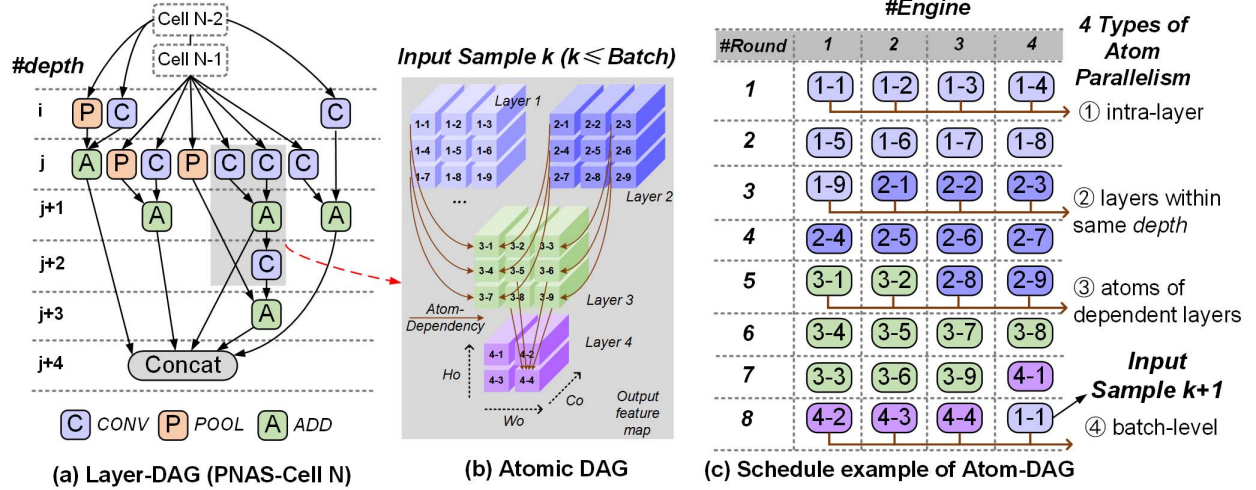 Cell N-2
Cell N-1
#depth
i
P C C
j
A P C P C C C
j+1
A A A
j+2
C
j+3
A
j+4
Concat
C CONV P POOL A ADD
(a) Layer-DAG (PNAS-Cell N)
Input Sample k (k ≤ Batch)
Layer 1
1-1 1-2 1-3 2-1 2-2 2-3
1-4 1-5 1-6 2-4 2-5 2-6
1-7 1-8 1-9 2-7 2-8 2-9
...
Layer 2
3-1 3-2 3-3
3-4 3-5 3-6
3-7 3-8 3-9
Layer 3
Atom-
Dependency
Layer 4
4-1 4-2
4-3 4-4
Ho
Co
Wo
Output
feature
map
(b) Atomic DAG
#Engine
#Round 1 2 3 4
1 1-1 1-2 1-3 1-4
2 1-5 1-6 1-7 1-8
3 1-9 2-1 2-2 2-3
4 2-4 2-5 2-6 2-7
5 3-1 3-2 2-8 2-9
6 3-4 3-5 3-7 3-8
7 3-3 3-6 3-9 4-1
8 4-2 4-3 4-4 1-1
4 Types of
Atom
Parallelism
① intra-layer
② layers within
same depth
③ atoms of
dependent layers
Input
Sample k+1
④ batch-level
(c) Schedule example of Atom-DAG